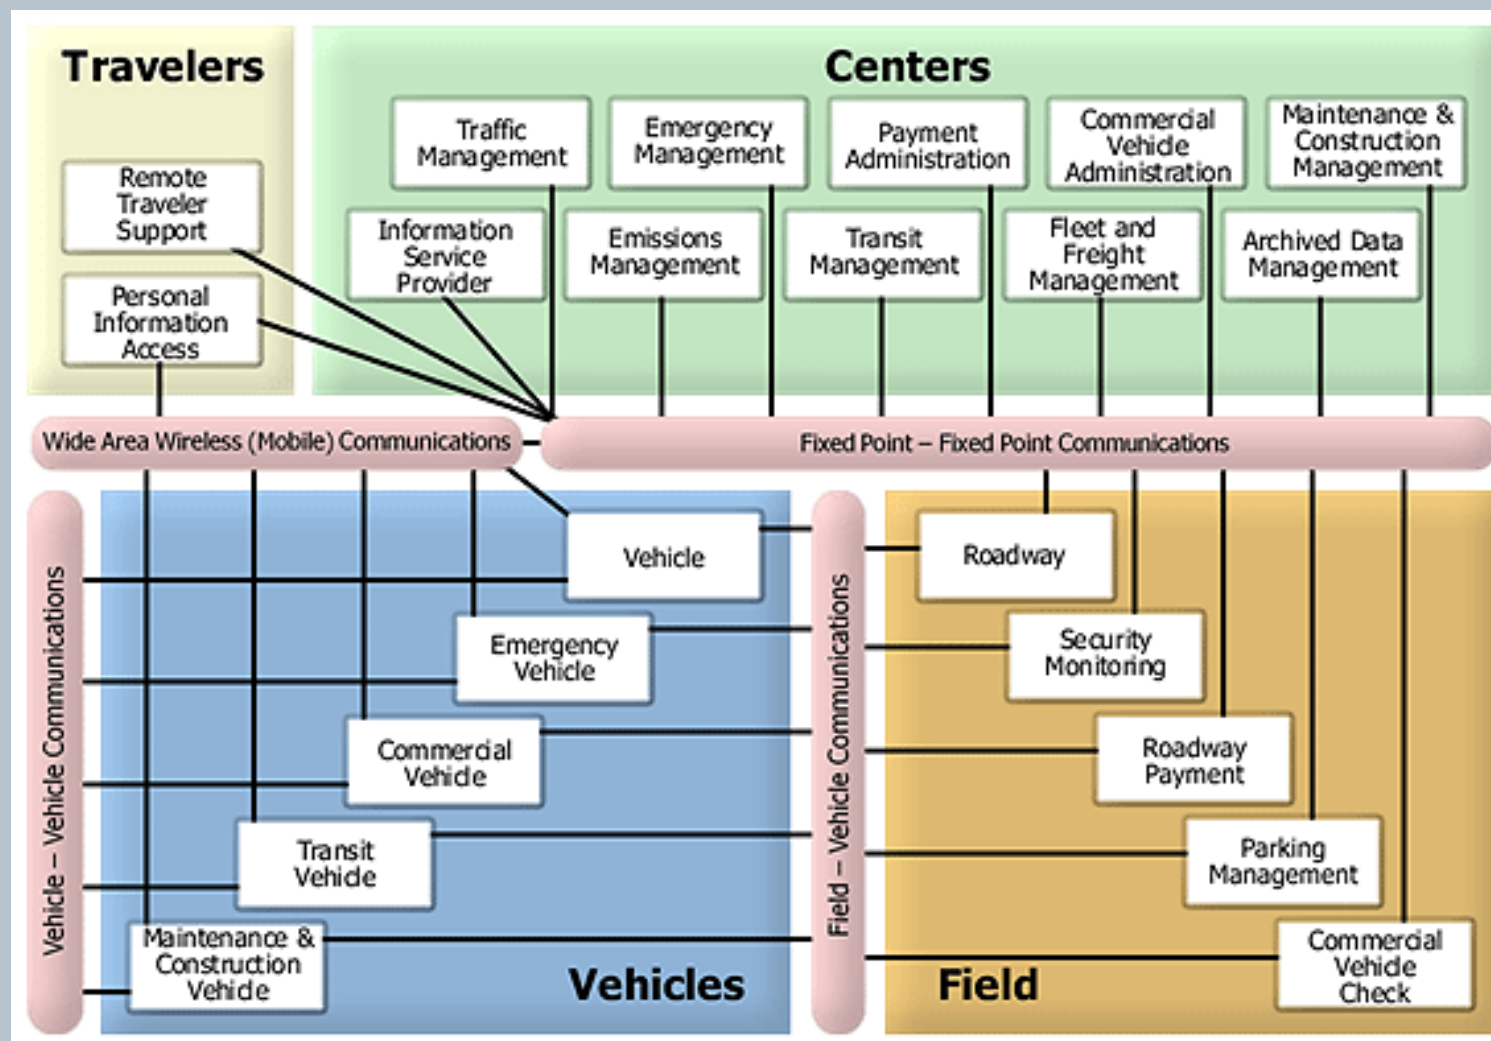 Travelers
Remote
Traveler
Support
Personal
Information
Access
Centers
Traffic
Management
Emergency
Management
Payment
Administration
Commercial
Vehicle
Administration
Maintenance &
Construction
Management
Information
Service
Provider
Emissions
Management
Transit
Management
Fleet and
Freight
Management
Archived Data
Management
Wide Area Wireless (Mobile) Communications
Fixed Point – Fixed Point Communications
Vehicle – Vehicle Communications
Vehicle
Emergency
Vehicle
Commercial
Vehicle
Transit
Vehicle
Maintenance &
Construction
Vehicle
Vehicles
Field – Vehicle Communications
Roadway
Security
Monitoring
Roadway
Payment
Parking
Management
Commercial
Vehicle
Check
Field